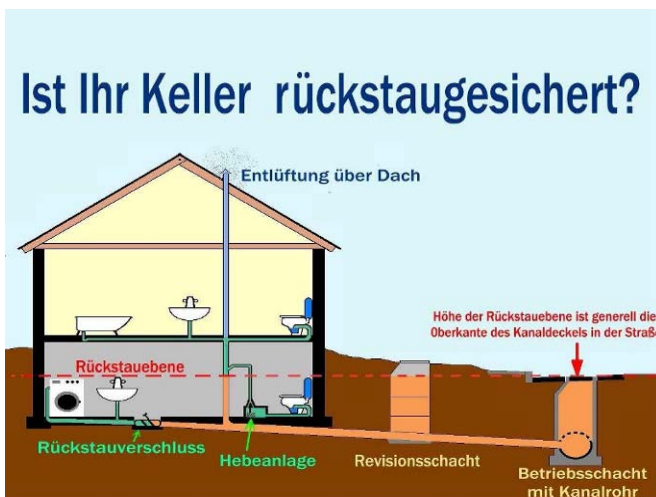 Ist Ihr Keller rückstaugesichert?
Entlüftung über Dach
Höhe der Rückstauebene ist generell die
Oberkante des Kanaldeckels in der Straß
Rückstauebene
Rückstauverschluss
Hebeanlage
Revisionsschacht
Betriebsschacht
mit Kanalrohr